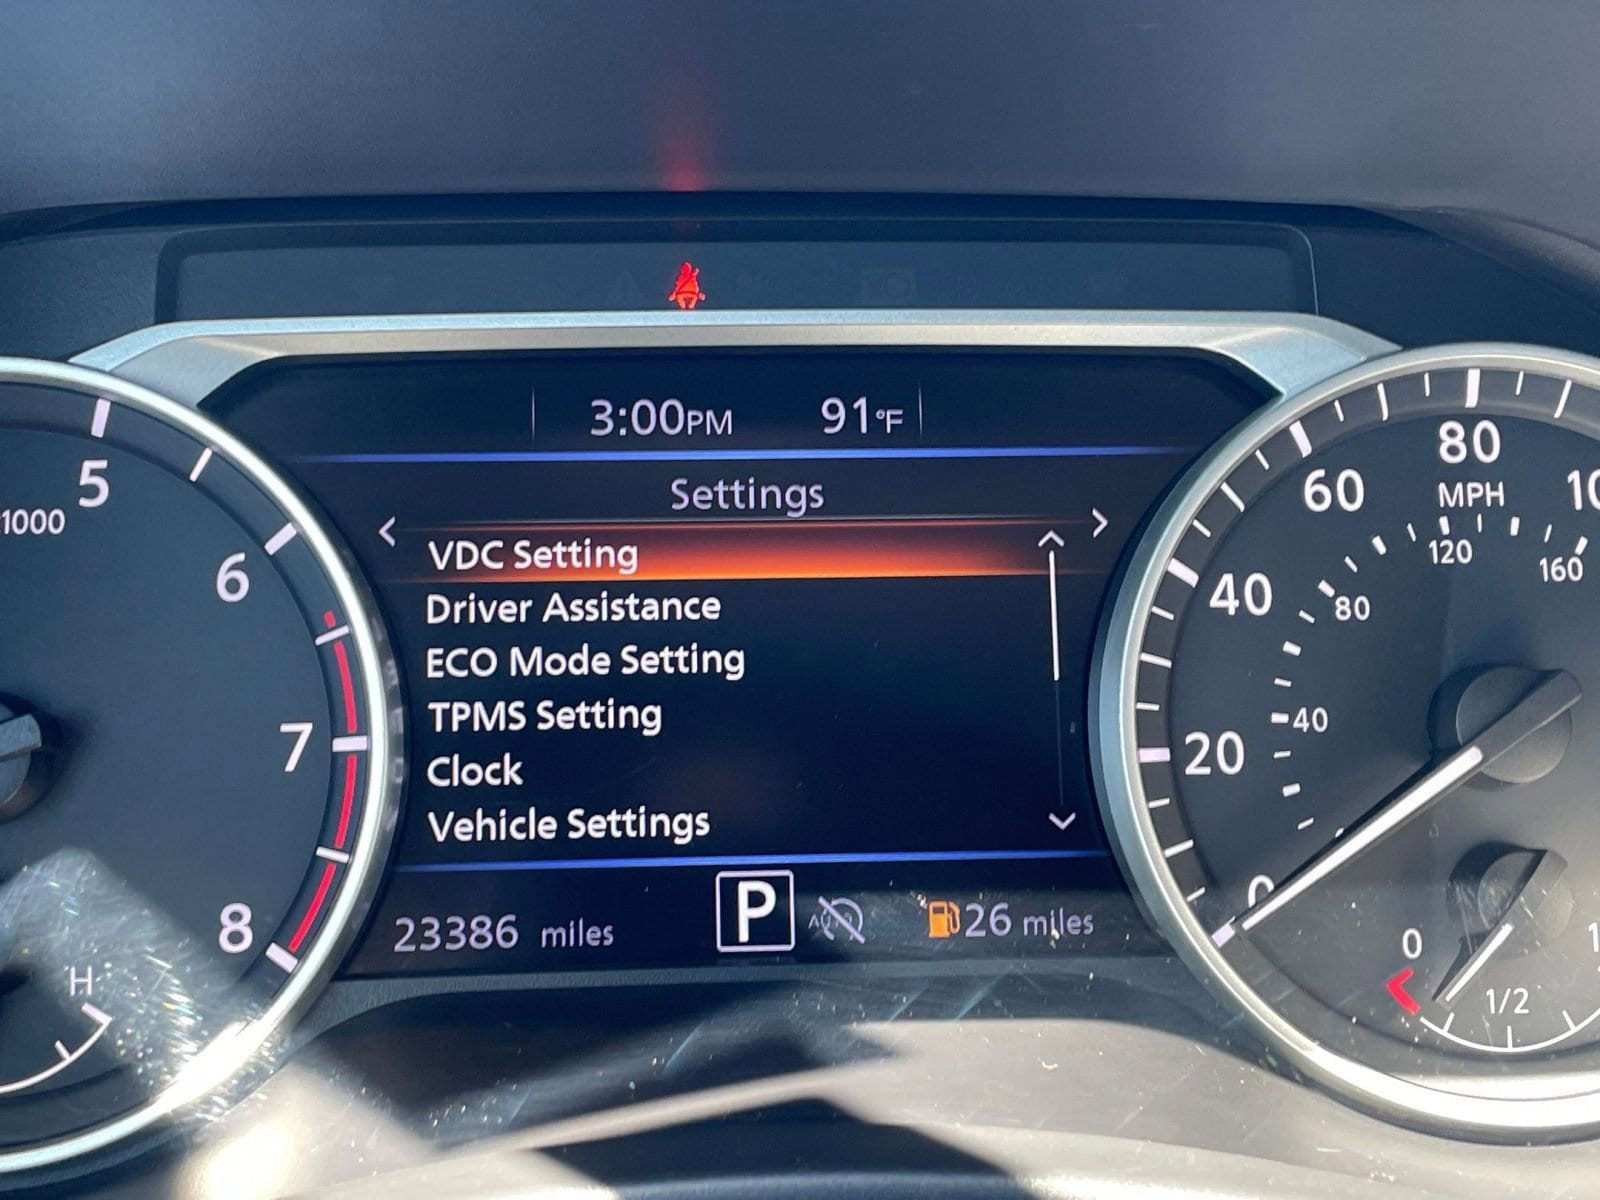 3:00PM 91°F
Settings
VDC Setting
Driver Assistance
ECO Mode Setting
TPMS Setting
Clock
Vehicle Settings
23386 miles P 26 miles
5
1000
6
7
8
H
0
20
40
60
80
MPH
40
80
120
160
0
1/2